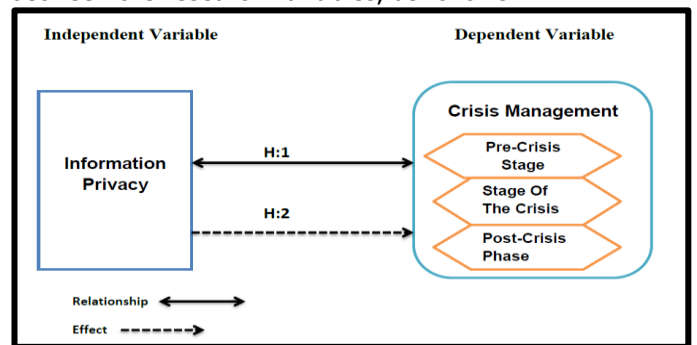 Independent Variable
Dependent Variable
Crisis Management
Pre-Crisis
Stage
H:1
Information
Privacy
Stage Of
The Crisis
H:2
Post-Crisis
Phase
Relationship
Effect